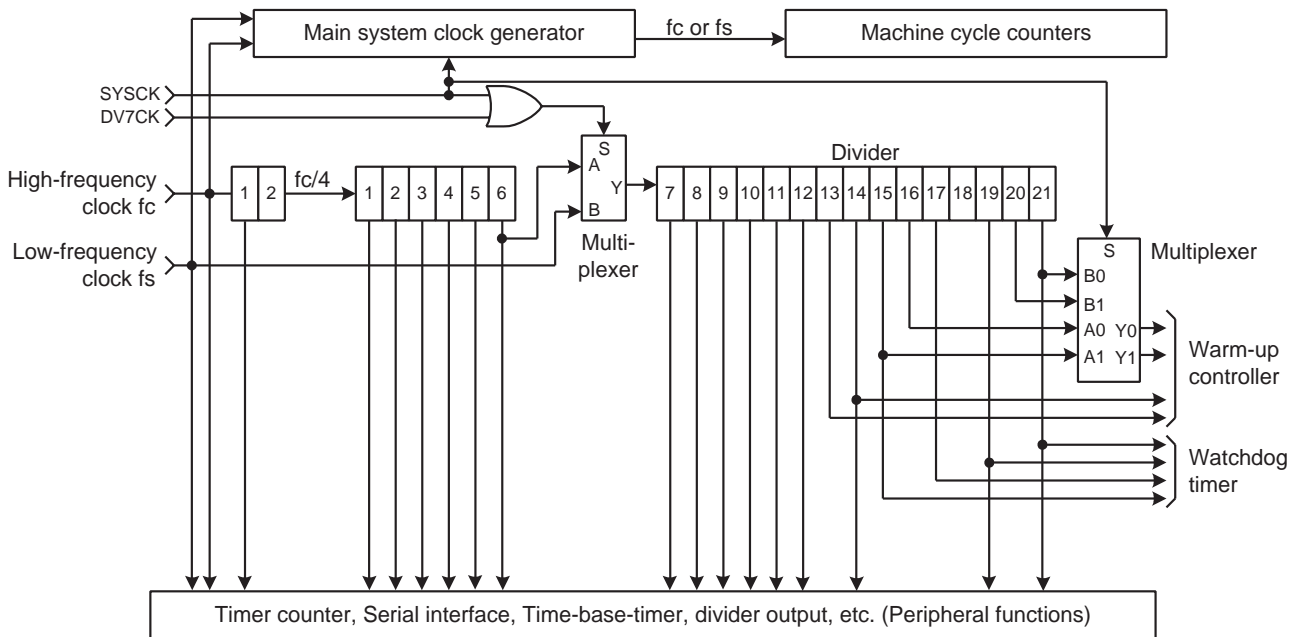 Main system clock generator
fc or fs
Machine cycle counters
SYSCK
DV7CK
High-frequency
clock fc
Low-frequency
clock fs
1 2
fc/4
1 2 3 4 5 6
S
A
Y
B
Multi-
plexer
Divider
7 8 9 10 11 12 13 14 15 16 17 18 19 20 21
S
B0
B1
A0 Y0
A1 Y1
Multiplexer
Warm-up
controller
Watchdog
timer
Timer counter, Serial interface, Time-base-timer, divider output, etc. (Peripheral functions)